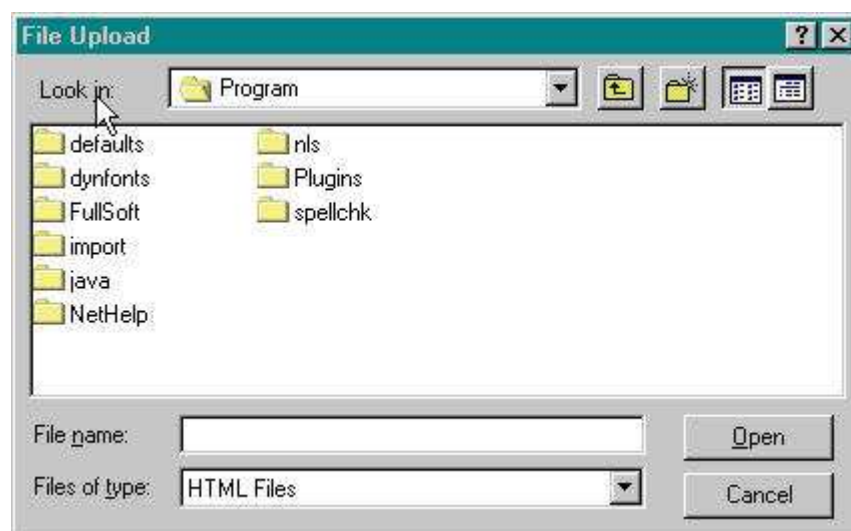 File Upload
Look in:
Program
defaults
dynfonts
FullSoft
import
java
NetHelp
nls
Plugins
spellchk
File name:
Open
Files of type:
HTML Files
Cancel